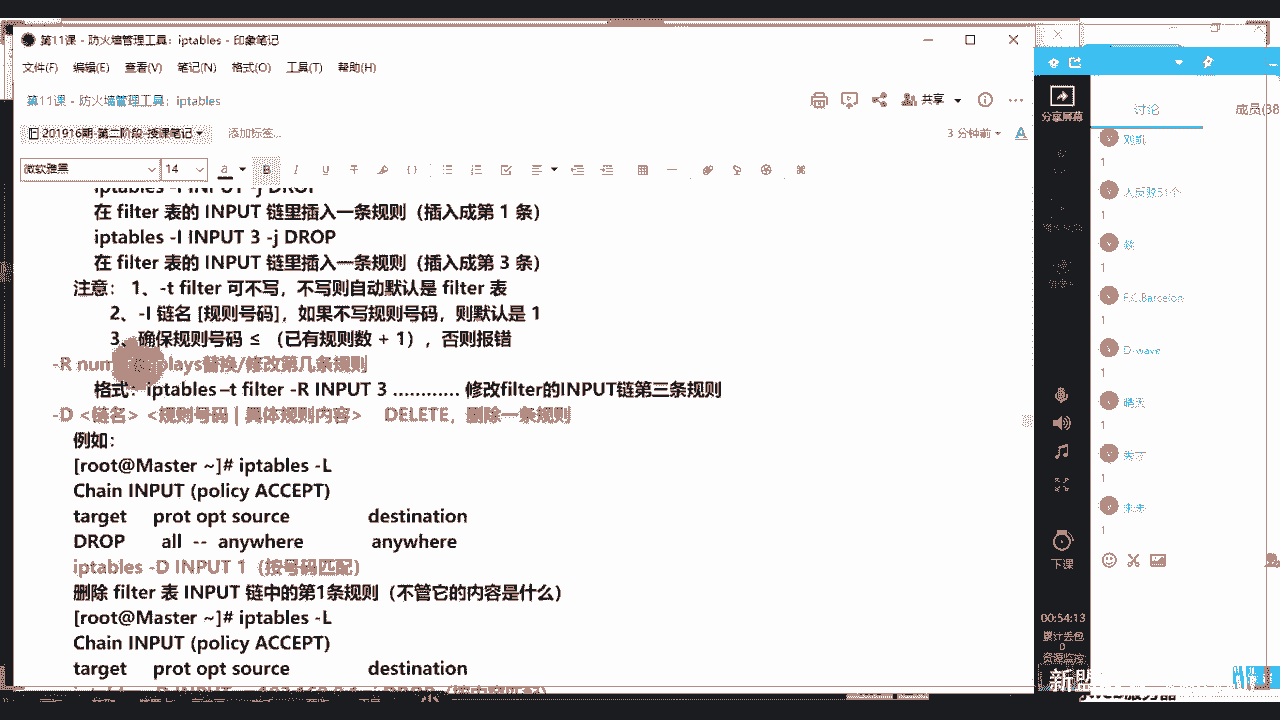 第11课 - 防火墙管理工具：iptables - 印象笔记
文件(F) 编辑(E) 查看(V) 笔记(N) 格式(O) 工具(T) 帮助(H)
第11课 - 防火墙管理工具：iptables
共享
201916期-第二阶段-授课笔记
添加标签...
3 分钟前
微软雅黑 14
iptables -I INPUT -j DROP
在 filter 表的 INPUT 链里插入一条规则（插入成第 1 条）
iptables -I INPUT 3 -j DROP
在 filter 表的 INPUT 链里插入一条规则（插入成第 3 条）
注意： 1、-t filter 可不写，不写则自动默认是 filter 表
2、-I 链名 [规则号码]，如果不写规则号码，则默认是 1
3、确保规则号码 ≤ （已有规则数 + 1），否则报错
-R num plays替换/修改第几条规则
格式：iptables –t filter -R INPUT 3 ………… 修改filter的INPUT链第三条规则
-D <链名> <规则号码 | 具体规则内容> DELETE，删除一条规则
例如：
[root@Master ~]# iptables -L
Chain INPUT (policy ACCEPT)
target prot opt source destination
DROP all -- anywhere anywhere
iptables -D INPUT 1（按号码匹配）
删除 filter 表 INPUT 链中的第1条规则（不管它的内容是什么）
[root@Master ~]# iptables -L
Chain INPUT (policy ACCEPT)
target prot opt source destination
分享屏幕
下课
00:54:13
累计丢包
0
资源监控
讨论
成员(38
1
人员数51个
1
1
F.C.Barcelon
1
D-wave
1
晴天
1
1
1
新盟
web服务器